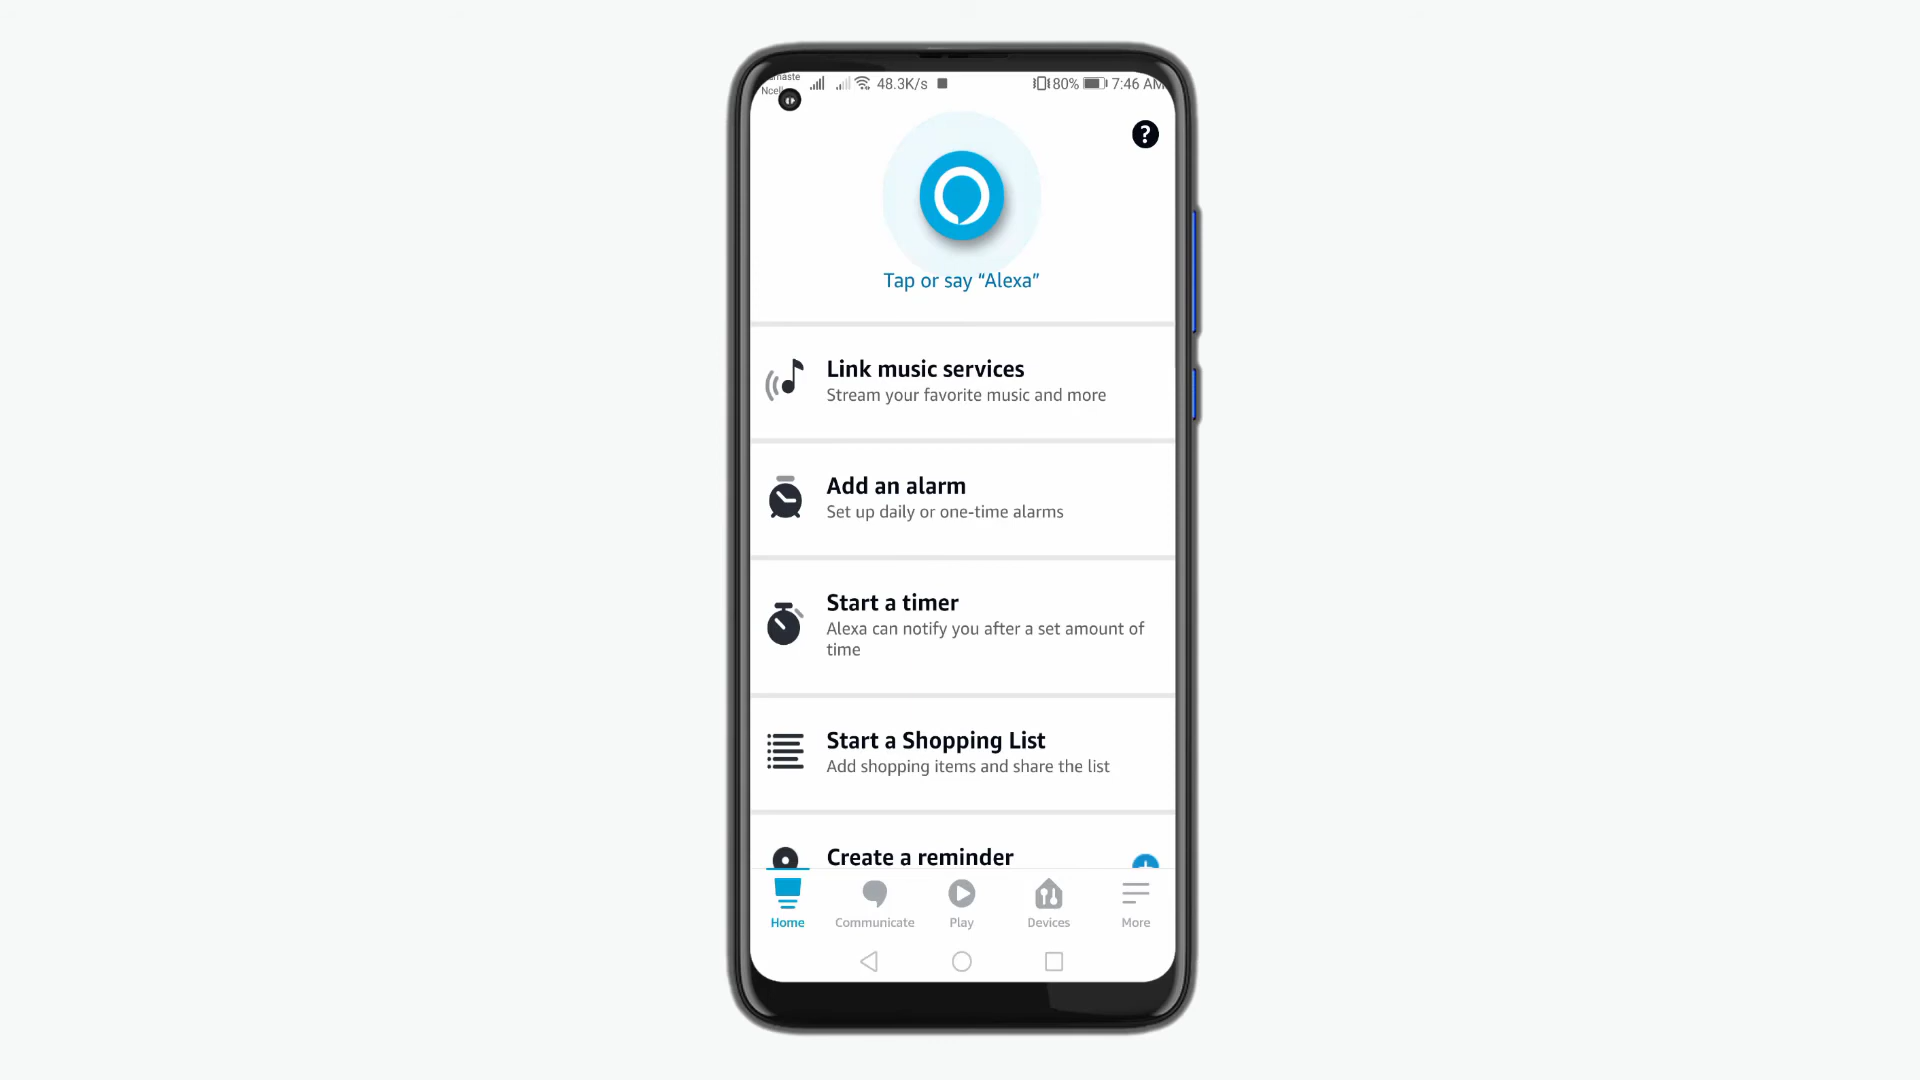 Ncell 48.3K/s 80% 7:46 AM
?
Tap or say “Alexa”
Link music services
Stream your favorite music and more
Add an alarm
Set up daily or one-time alarms
Start a timer
Alexa can notify you after a set amount of
time
Start a Shopping List
Add shopping items and share the list
Create a reminder
Home Communicate Play Devices More